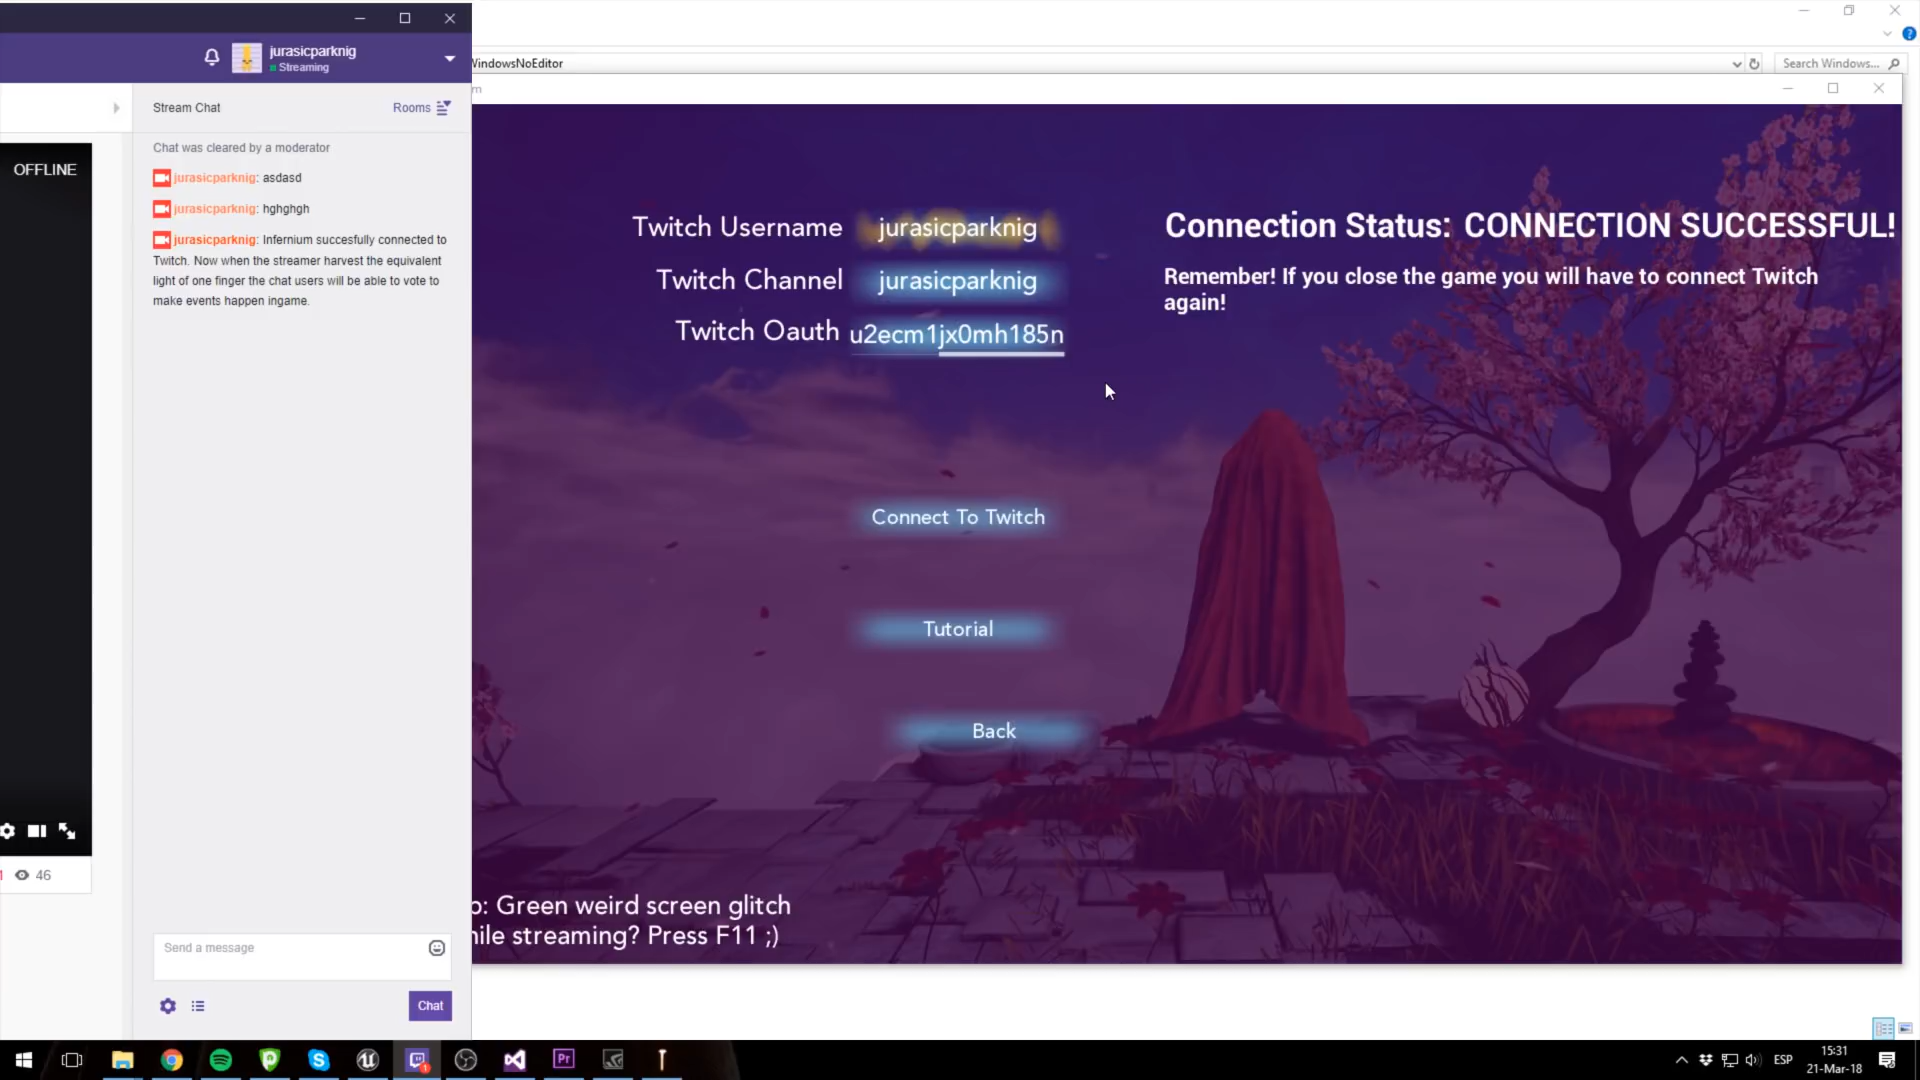 jurasicparknig
Streaming
WindowsNoEditor
Search Windows...
Stream Chat
Rooms
OFFLINE
Chat was cleared by a moderator
jurasicparknig: asdasd
jurasicparknig: hghghgh
jurasicparknig: Infernium succesfully connected to
Twitch. Now when the streamer harvest the equivalent
light of one finger the chat users will be able to vote to
make events happen ingame.
46
Send a message
Chat
Twitch Username
jurasicparknig
Twitch Channel
jurasicparknig
Twitch Oauth
u2ecm1jx0mh185n
Connection Status: CONNECTION SUCCESSFUL!
Remember! If you close the game you will have to connect Twitch
again!
Connect To Twitch
Tutorial
Back
Green weird screen glitch
streaming? Press F11 ;)
Pr
ESP
15:31
21-Mar-18